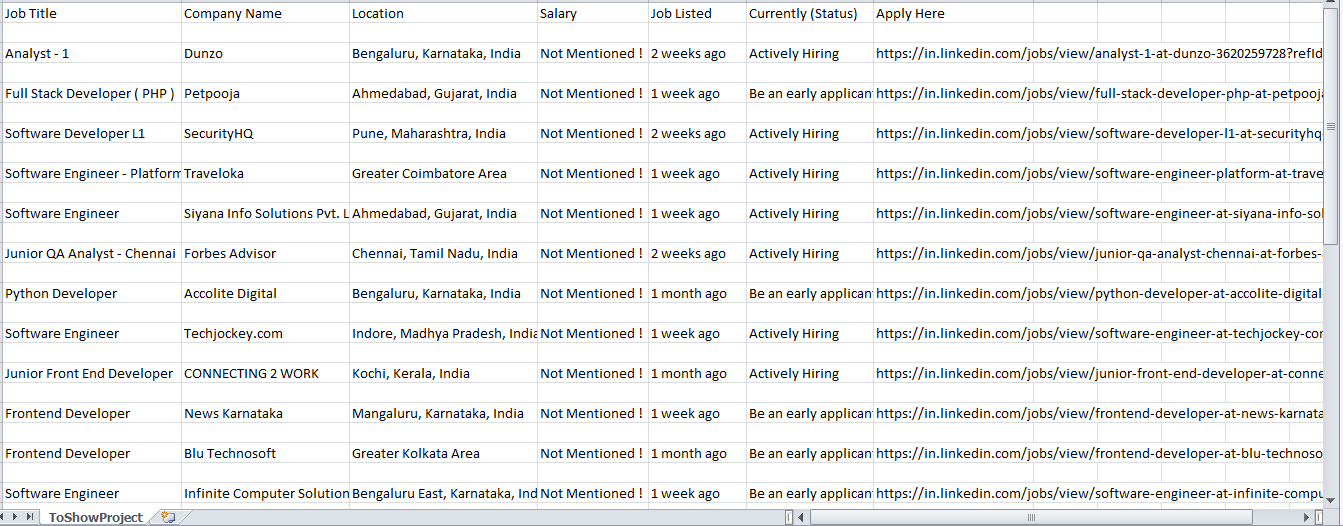 Job Title Company Name Location Salary Job Listed Currently (Status) Apply Here
Analyst - 1 Dunzo Bengaluru, Karnataka, India Not Mentioned ! 2 weeks ago Actively Hiring https://in.linkedin.com/jobs/view/analyst-1-at-dunzo-3620259728?refId
Full Stack Developer ( PHP ) Petpooja Ahmedabad, Gujarat, India Not Mentioned ! 1 week ago Be an early applicant https://in.linkedin.com/jobs/view/full-stack-developer-php-at-petpooja
Software Developer L1 SecurityHQ Pune, Maharashtra, India Not Mentioned ! 2 weeks ago Actively Hiring https://in.linkedin.com/jobs/view/software-developer-l1-at-securityhq-
Software Engineer - Platform Traveloka Greater Coimbatore Area Not Mentioned ! 1 week ago Actively Hiring https://in.linkedin.com/jobs/view/software-engineer-platform-at-trave
Software Engineer Siyana Info Solutions Pvt. L Ahmedabad, Gujarat, India Not Mentioned ! 1 week ago Actively Hiring https://in.linkedin.com/jobs/view/software-engineer-at-siyana-info-sol
Junior QA Analyst - Chennai Forbes Advisor Chennai, Tamil Nadu, India Not Mentioned ! 2 weeks ago Actively Hiring https://in.linkedin.com/jobs/view/junior-qa-analyst-chennai-at-forbes-
Python Developer Accolite Digital Bengaluru, Karnataka, India Not Mentioned ! 1 month ago Be an early applican https://in.linkedin.com/jobs/view/python-developer-at-accolite-digital-
Software Engineer Techjockey.com Indore, Madhya Pradesh, India Not Mentioned ! 1 week ago Actively Hiring https://in.linkedin.com/jobs/view/software-engineer-at-techjockey-con
Junior Front End Developer CONNECTING 2 WORK Kochi, Kerala, India Not Mentioned ! 1 month ago Actively Hiring https://in.linkedin.com/jobs/view/junior-front-end-developer-at-conne
Frontend Developer News Karnataka Mangaluru, Karnataka, India Not Mentioned ! 1 week ago Be an early applican https://in.linkedin.com/jobs/view/frontend-developer-at-news-karnata
Frontend Developer Blu Technosoft Greater Kolkata Area Not Mentioned ! 1 month ago Be an early applican https://in.linkedin.com/jobs/view/frontend-developer-at-blu-technoso
Software Engineer Infinite Computer Solution Bengaluru East, Karnataka, Ind Not Mentioned ! 1 week ago Be an early applican https://in.linkedin.com/jobs/view/software-engineer-at-infinite-compu
ToShowProject